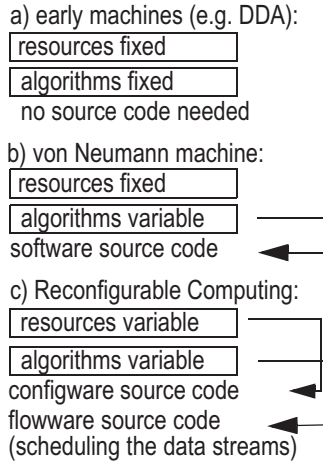 a) early machines (e.g. DDA):
resources fixed
algorithms fixed
no source code needed
b) von Neumann machine:
resources fixed
algorithms variable
software source code
c) Reconfigurable Computing:
resources variable
algorithms variable
configware source code
flowware source code
(scheduling the data streams)